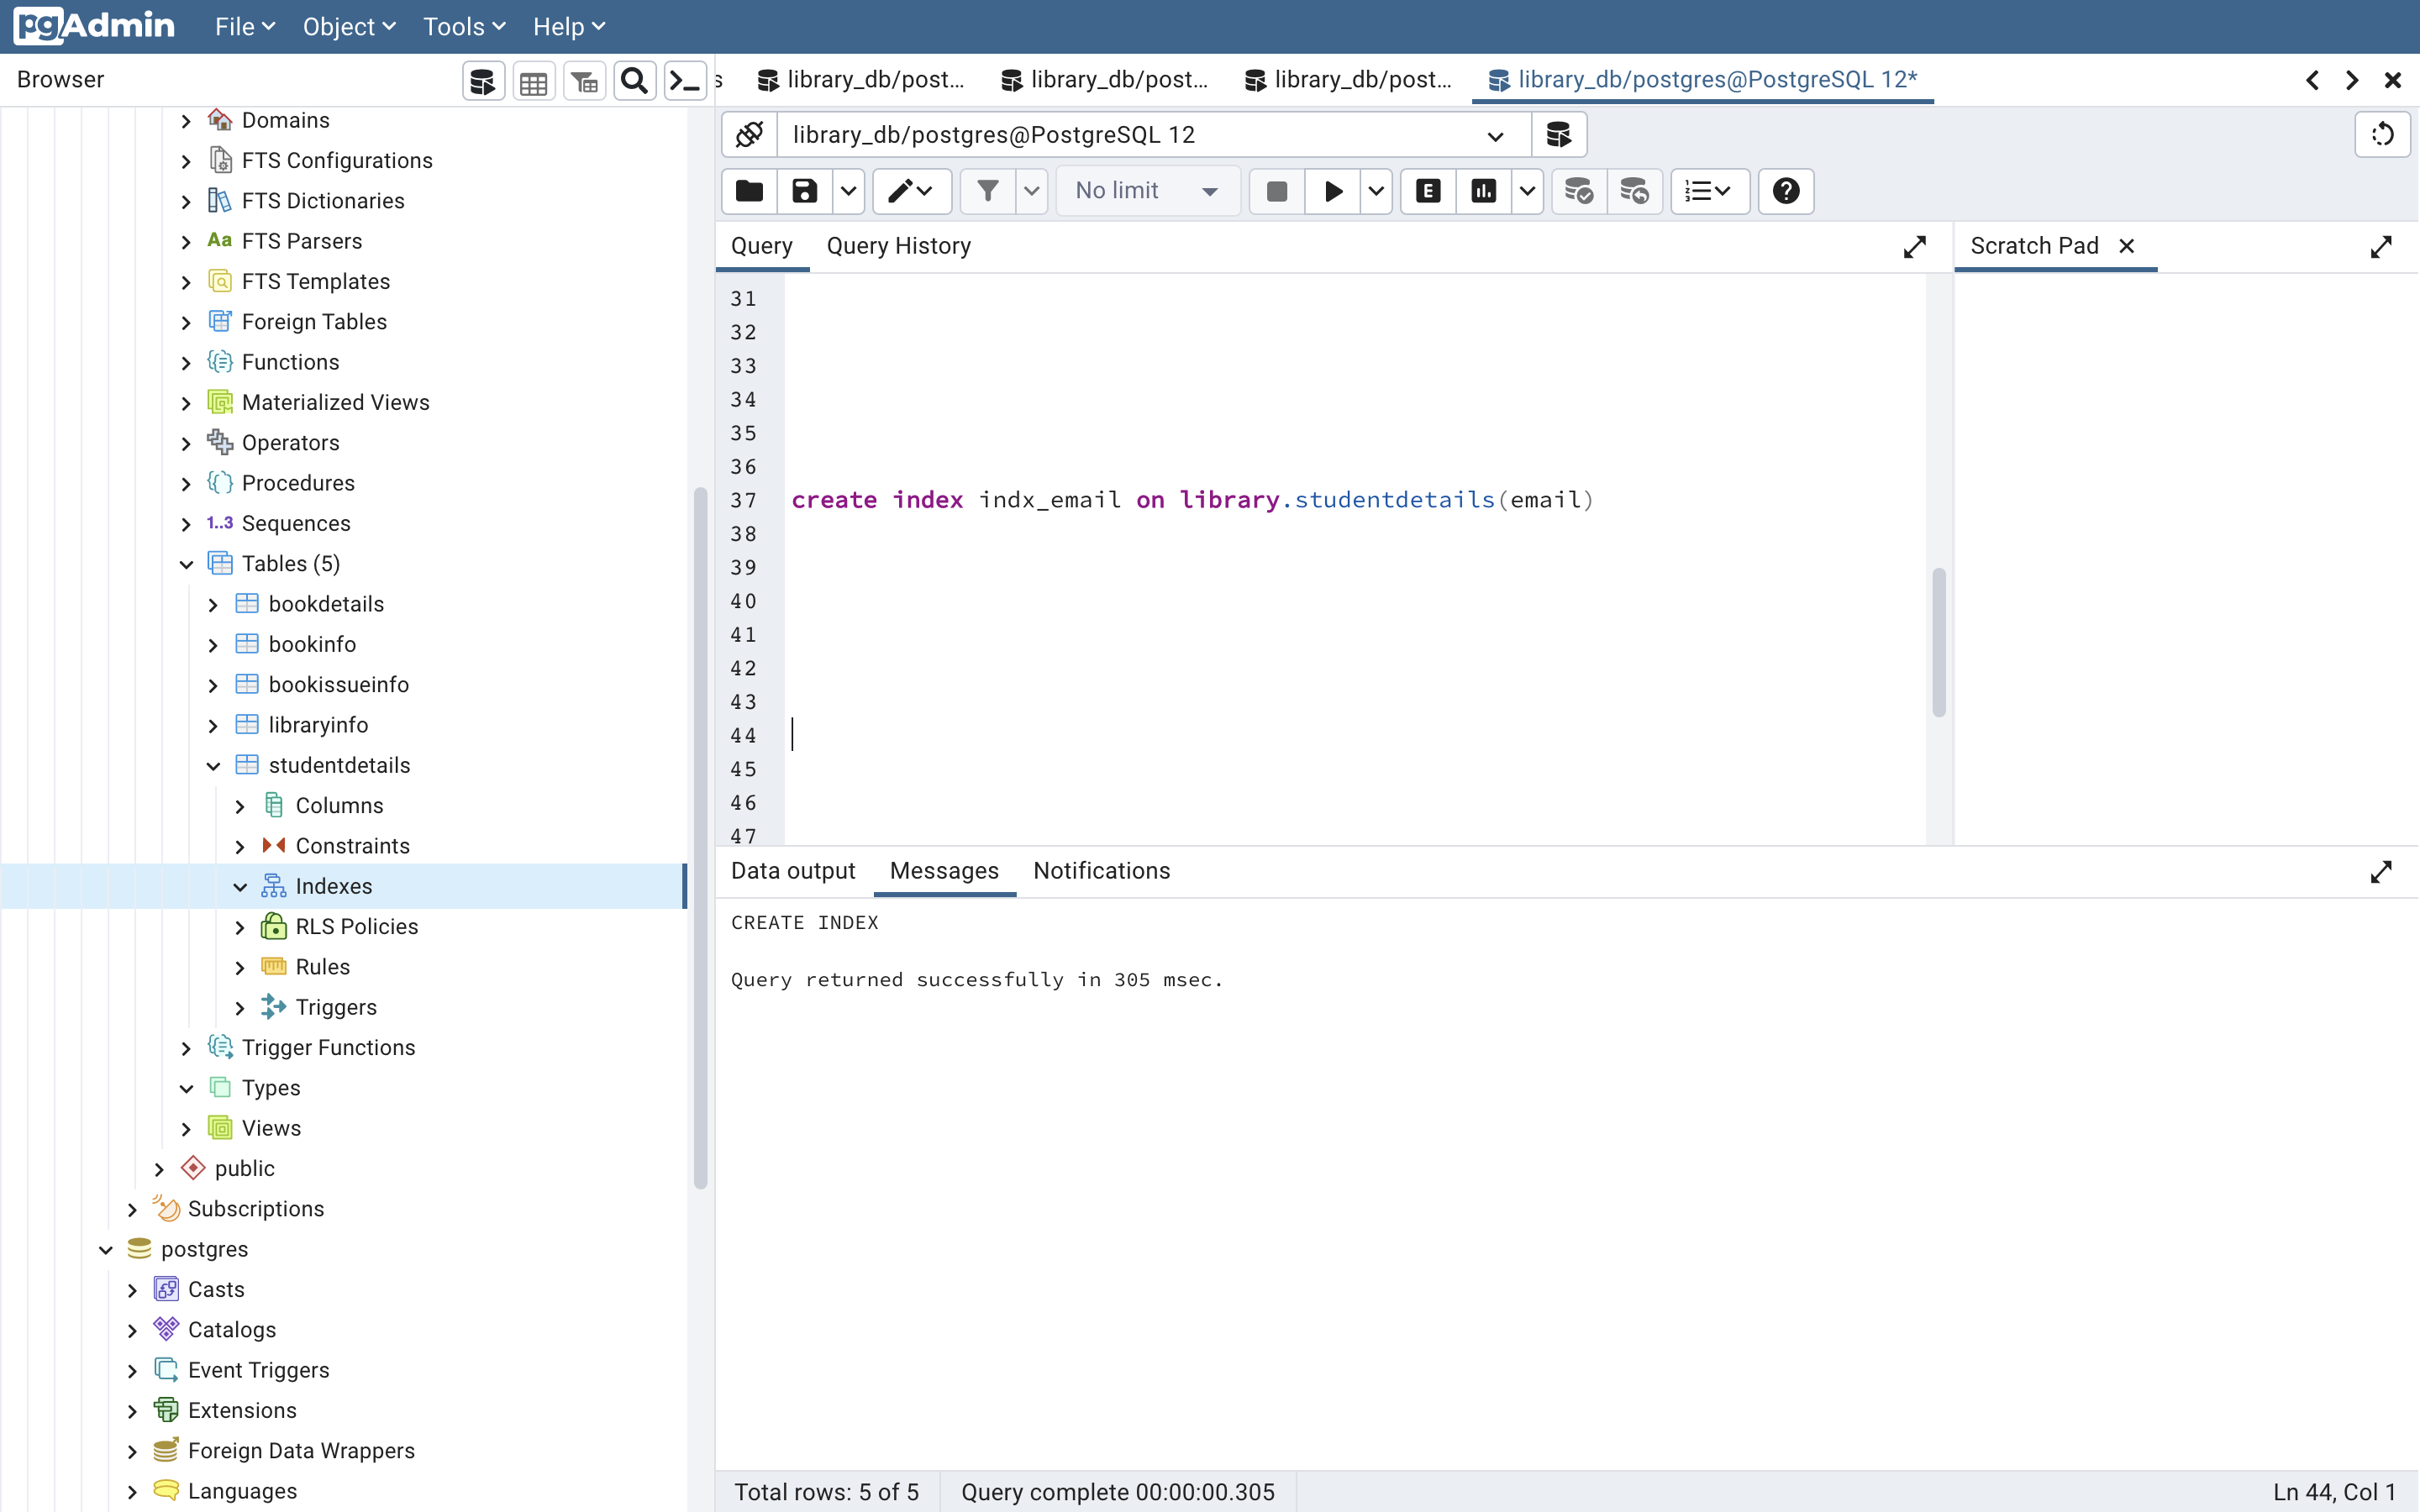 pgAdmin File Object Tools Help
Browser
s library_db/post... library_db/post... library_db/post... library_db/postgres@PostgreSQL 12*
library_db/postgres@PostgreSQL 12
No limit
E
Query Query History
Scratch Pad
Domains
FTS Configurations
FTS Dictionaries
Aa FTS Parsers
FTS Templates
Foreign Tables
Functions
Materialized Views
Operators
Procedures
1..3 Sequences
Tables (5)
bookdetails
bookinfo
bookissueinfo
libraryinfo
studentdetails
Columns
Constraints
Indexes
RLS Policies
Rules
Triggers
Trigger Functions
Types
Views
public
Subscriptions
postgres
Casts
Catalogs
Event Triggers
Extensions
Foreign Data Wrappers
Languages
31
32
33
34
35
36
37 create index indx_email on library.studentdetails(email)
38
39
40
41
42
43
44
45
46
47
Data output Messages Notifications
CREATE INDEX
Query returned successfully in 305 msec.
Total rows: 5 of 5 Query complete 00:00:00.305 Ln 44, Col 1